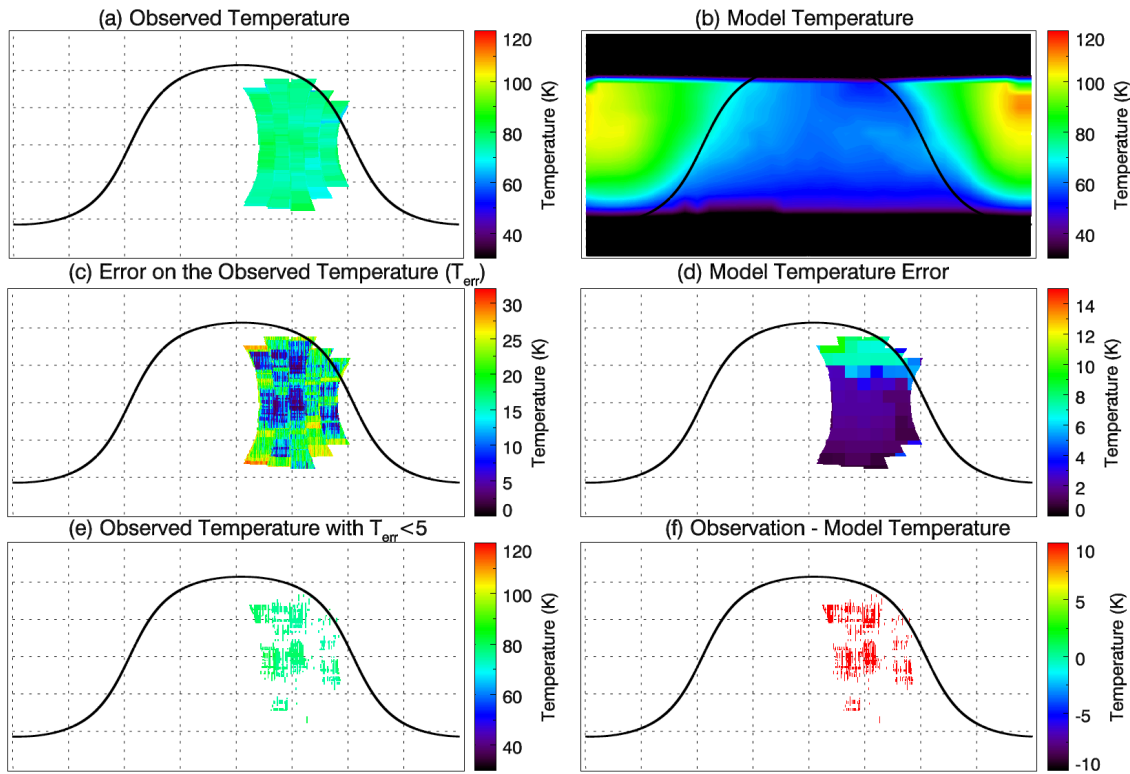 (a) Observed Temperature
120
100
80
60
40
Temperature (K)
(b) Model Temperature
120
100
80
60
40
Temperature (K)
(c) Error on the Observed Temperature (T_err)
30
25
20
15
10
5
0
Temperature (K)
(d) Model Temperature Error
14
12
10
8
6
4
2
0
Temperature (K)
(e) Observed Temperature with T_err<5
120
100
80
60
40
Temperature (K)
(f) Observation - Model Temperature
10
5
0
-5
-10
Temperature (K)